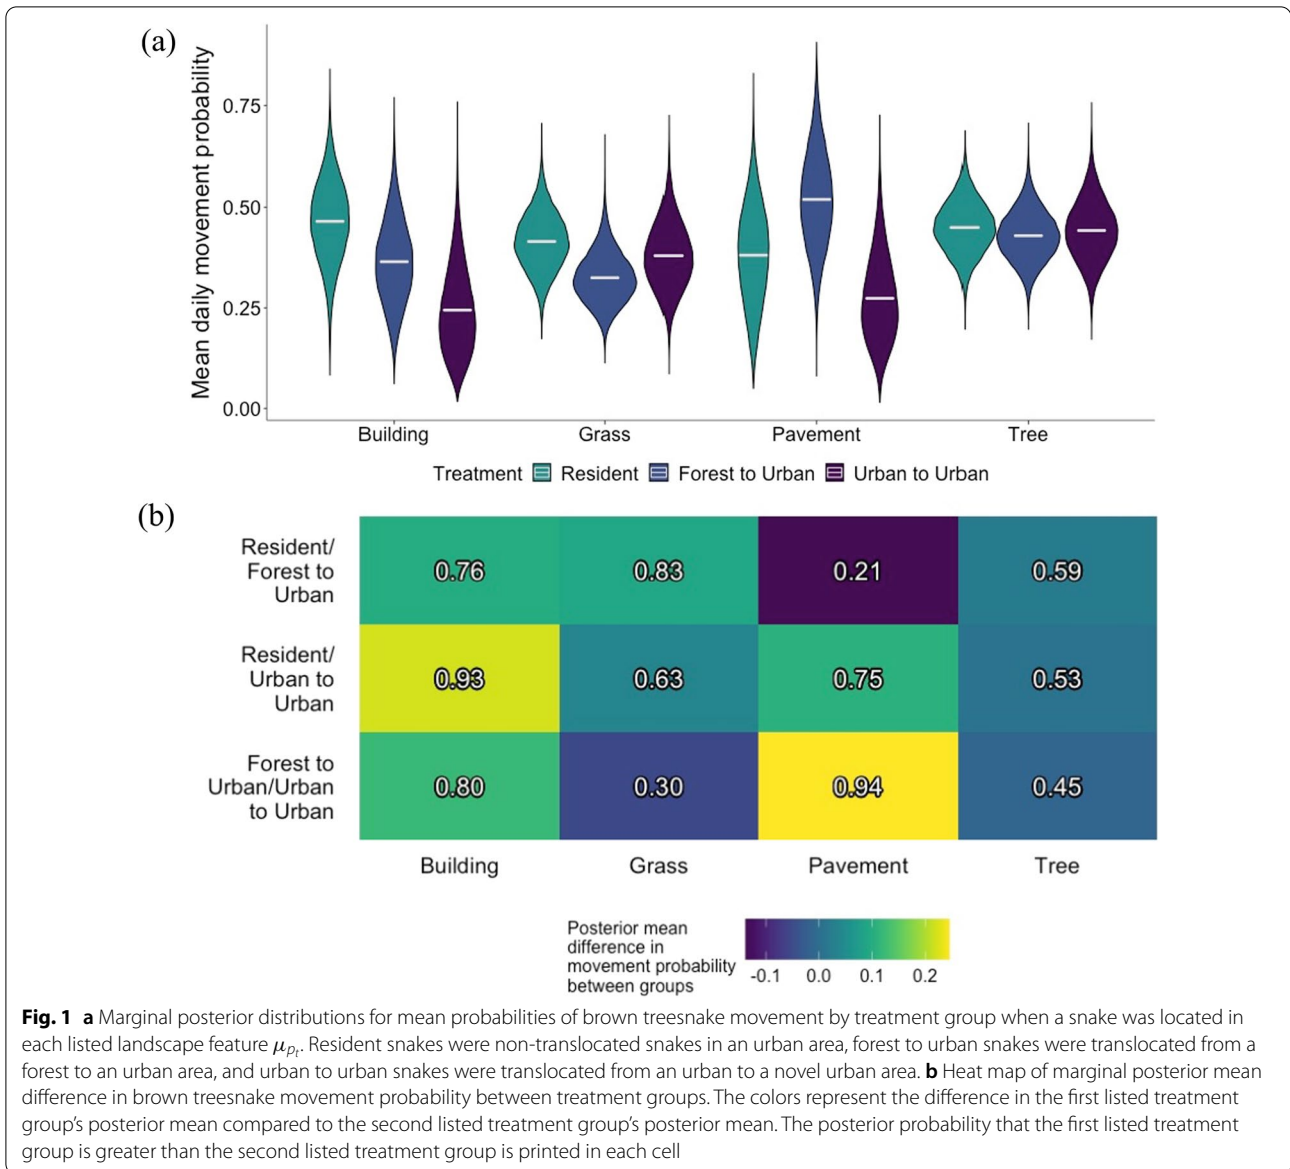 (a)
Mean daily movement probability
0.75
0.50
0.25
0.00
Building Grass Pavement Tree
Treatment Resident Forest to Urban Urban to Urban
(b)
Resident/
Forest to
Urban
0.76 0.83 0.21 0.59
Resident/
Urban to
Urban
0.93 0.63 0.75 0.53
Forest to
Urban/Urban
to Urban
0.80 0.30 0.94 0.45
Building Grass Pavement Tree
Posterior mean
difference in
movement probability
between groups
-0.1 0.0 0.1 0.2
Fig. 1 a Marginal posterior distributions for mean probabilities of brown treesnake movement by treatment group when a snake was located in
each listed landscape feature μpt. Resident snakes were non-translocated snakes in an urban area, forest to urban snakes were translocated from a
forest to an urban area, and urban to urban snakes were translocated from an urban to a novel urban area. b Heat map of marginal posterior mean
difference in brown treesnake movement probability between treatment groups. The colors represent the difference in the first listed treatment
group's posterior mean compared to the second listed treatment group's posterior mean. The posterior probability that the first listed treatment
group is greater than the second listed treatment group is printed in each cell